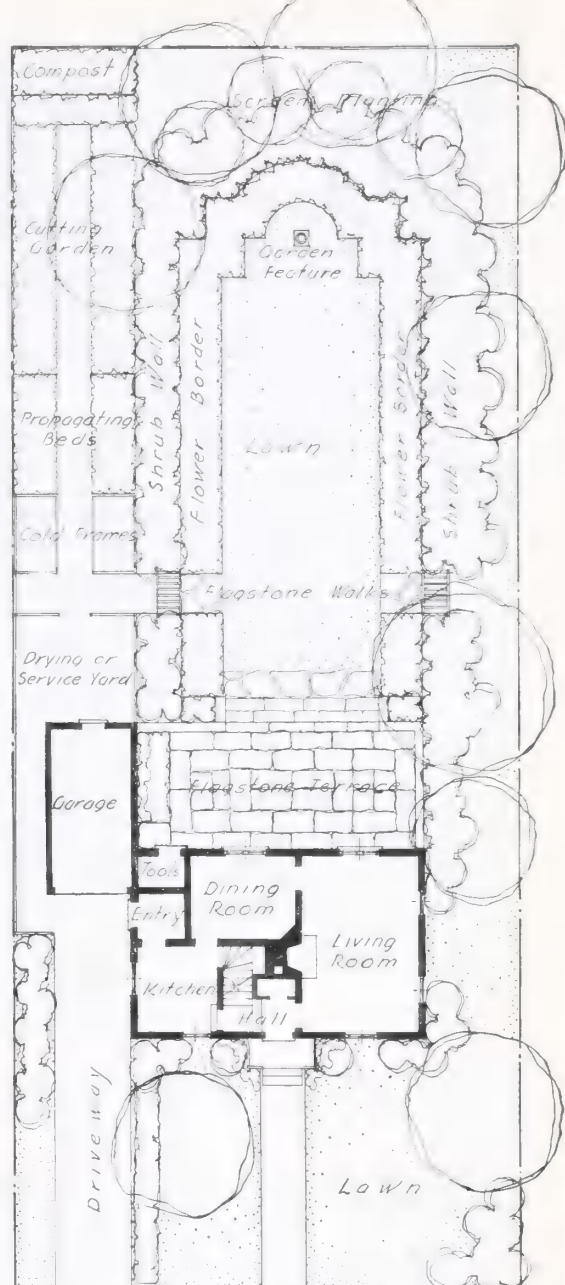 Compost
Screen Planting
Cutting
Garden
Garden
Feature
Shrub Wall
Flower Border
Lawn
Flower Border
Shrub Wall
Propagating
Beds
Cold Frames
Flagstone Walks
Drying or
Service Yard
Garage
Flagstone Terrace
Tools
Dining
Room
Entry
Living
Room
Kitchen
Hall
Driveway
Lawn